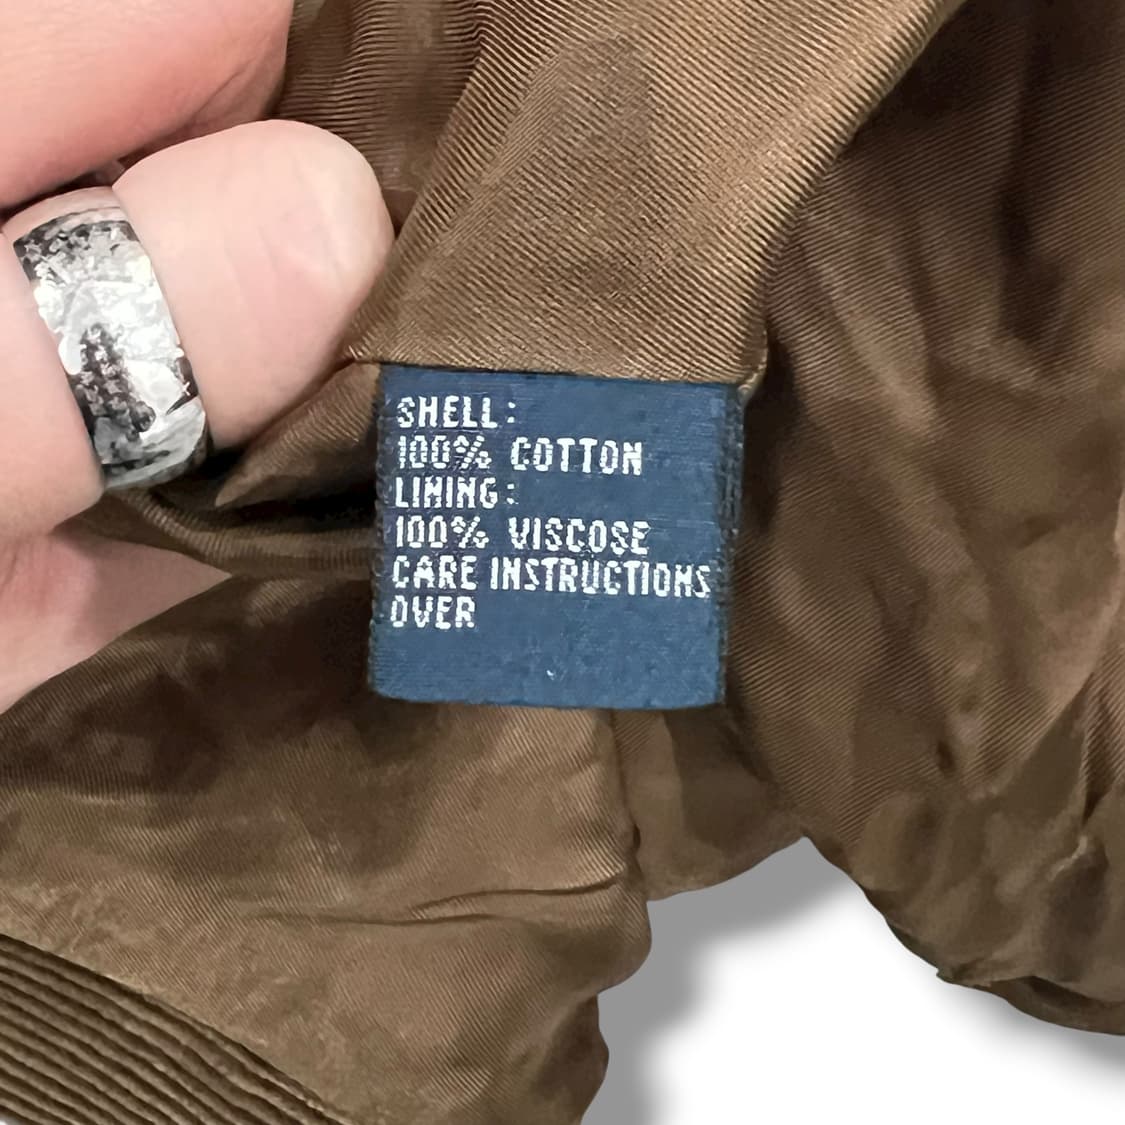 SHELL:
100% COTTON
LINING:
100% VISCOSE
CARE INSTRUCTIONS
OVER